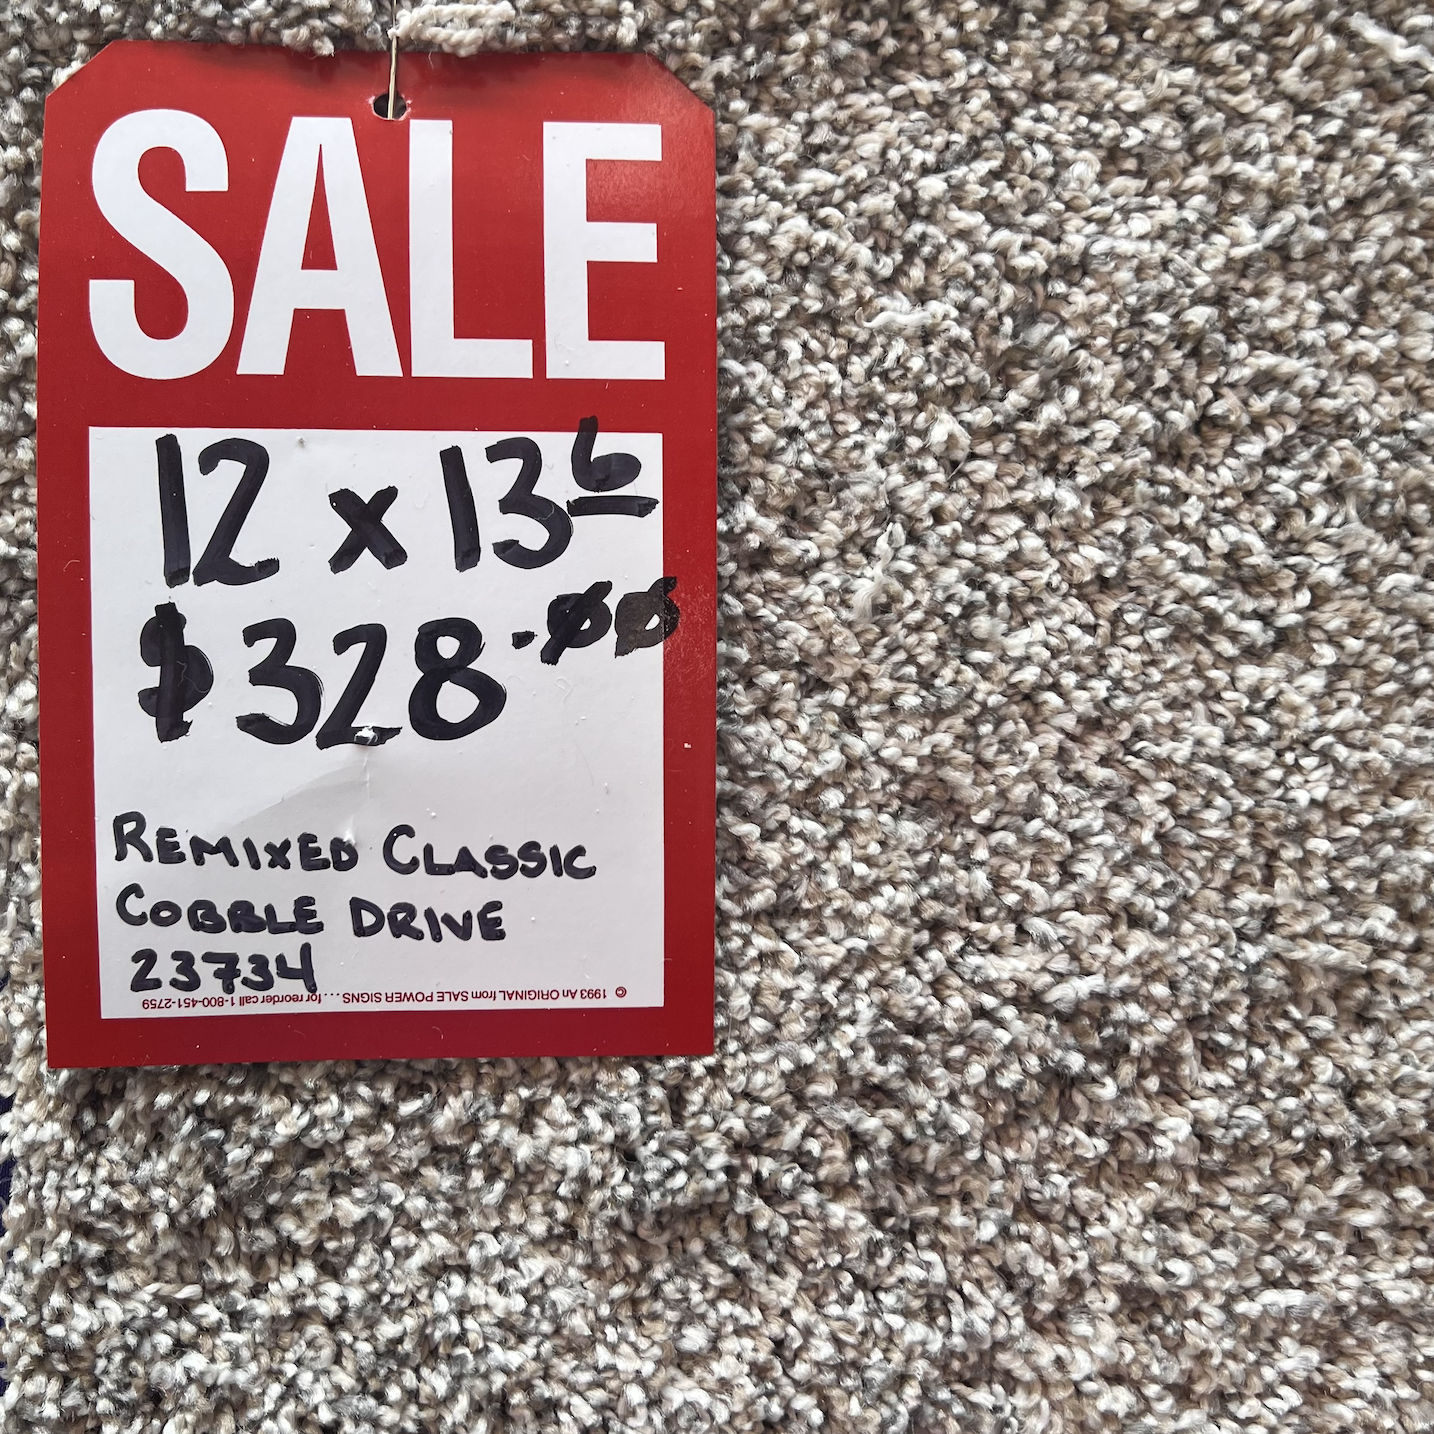 SALE
12 x 13⁶
$328.00
REMIXED CLASSIC
COBBLE DRIVE
23734
© 1993 An ORIGINAL from SALE POWER SIGNS . . . . for reorder call 1-800-451-2759